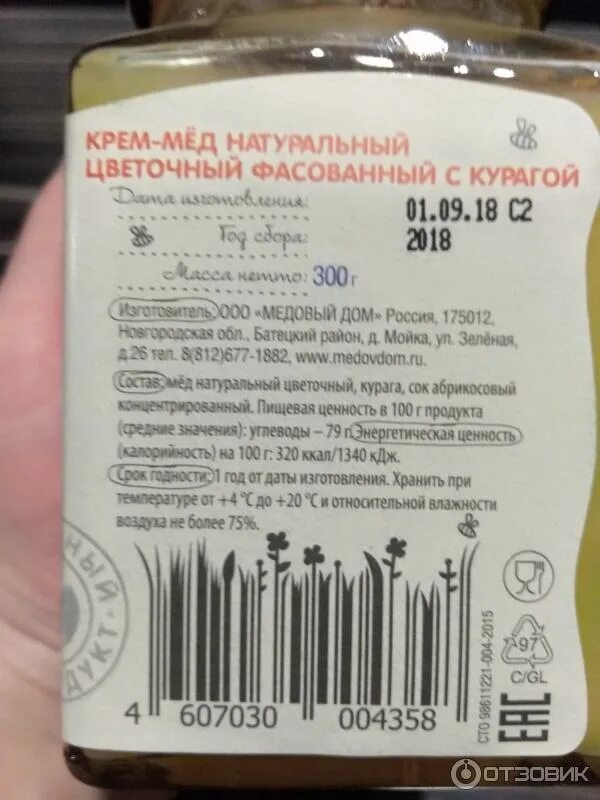 КРЕМ-МЁД НАТУРАЛЬНЫЙ
ЦВЕТОЧНЫЙ ФАСОВАННЫЙ С КУРАГОЙ
Дата изготовления: 01.09.18 С2
Год сбора: 2018
Масса нетто: 300 г
Изготовитель: ООО «МЕДОВЫЙ ДОМ» Россия, 175012,
Новгородская обл., Батецкий район, д. Мойка, ул. Зелёная,
д.26 тел. 8(812)677-1882, www.medovdom.ru.
Состав: мёд натуральный цветочный, курага, сок абрикосовый
концентрированный. Пищевая ценность в 100 г продукта
(средние значения): углеводы – 79 г. Энергетическая ценность
(калорийность) на 100 г: 320 ккал/1340 кДж.
Срок годности: 1 год от даты изготовления. Хранить при
температуре от +4 °С до +20 °С и относительной влажности
воздуха не более 75%.
4 607030 004358
СТО 98611221-004-2015
97
C/GL
EAC
ОТЗОВИК